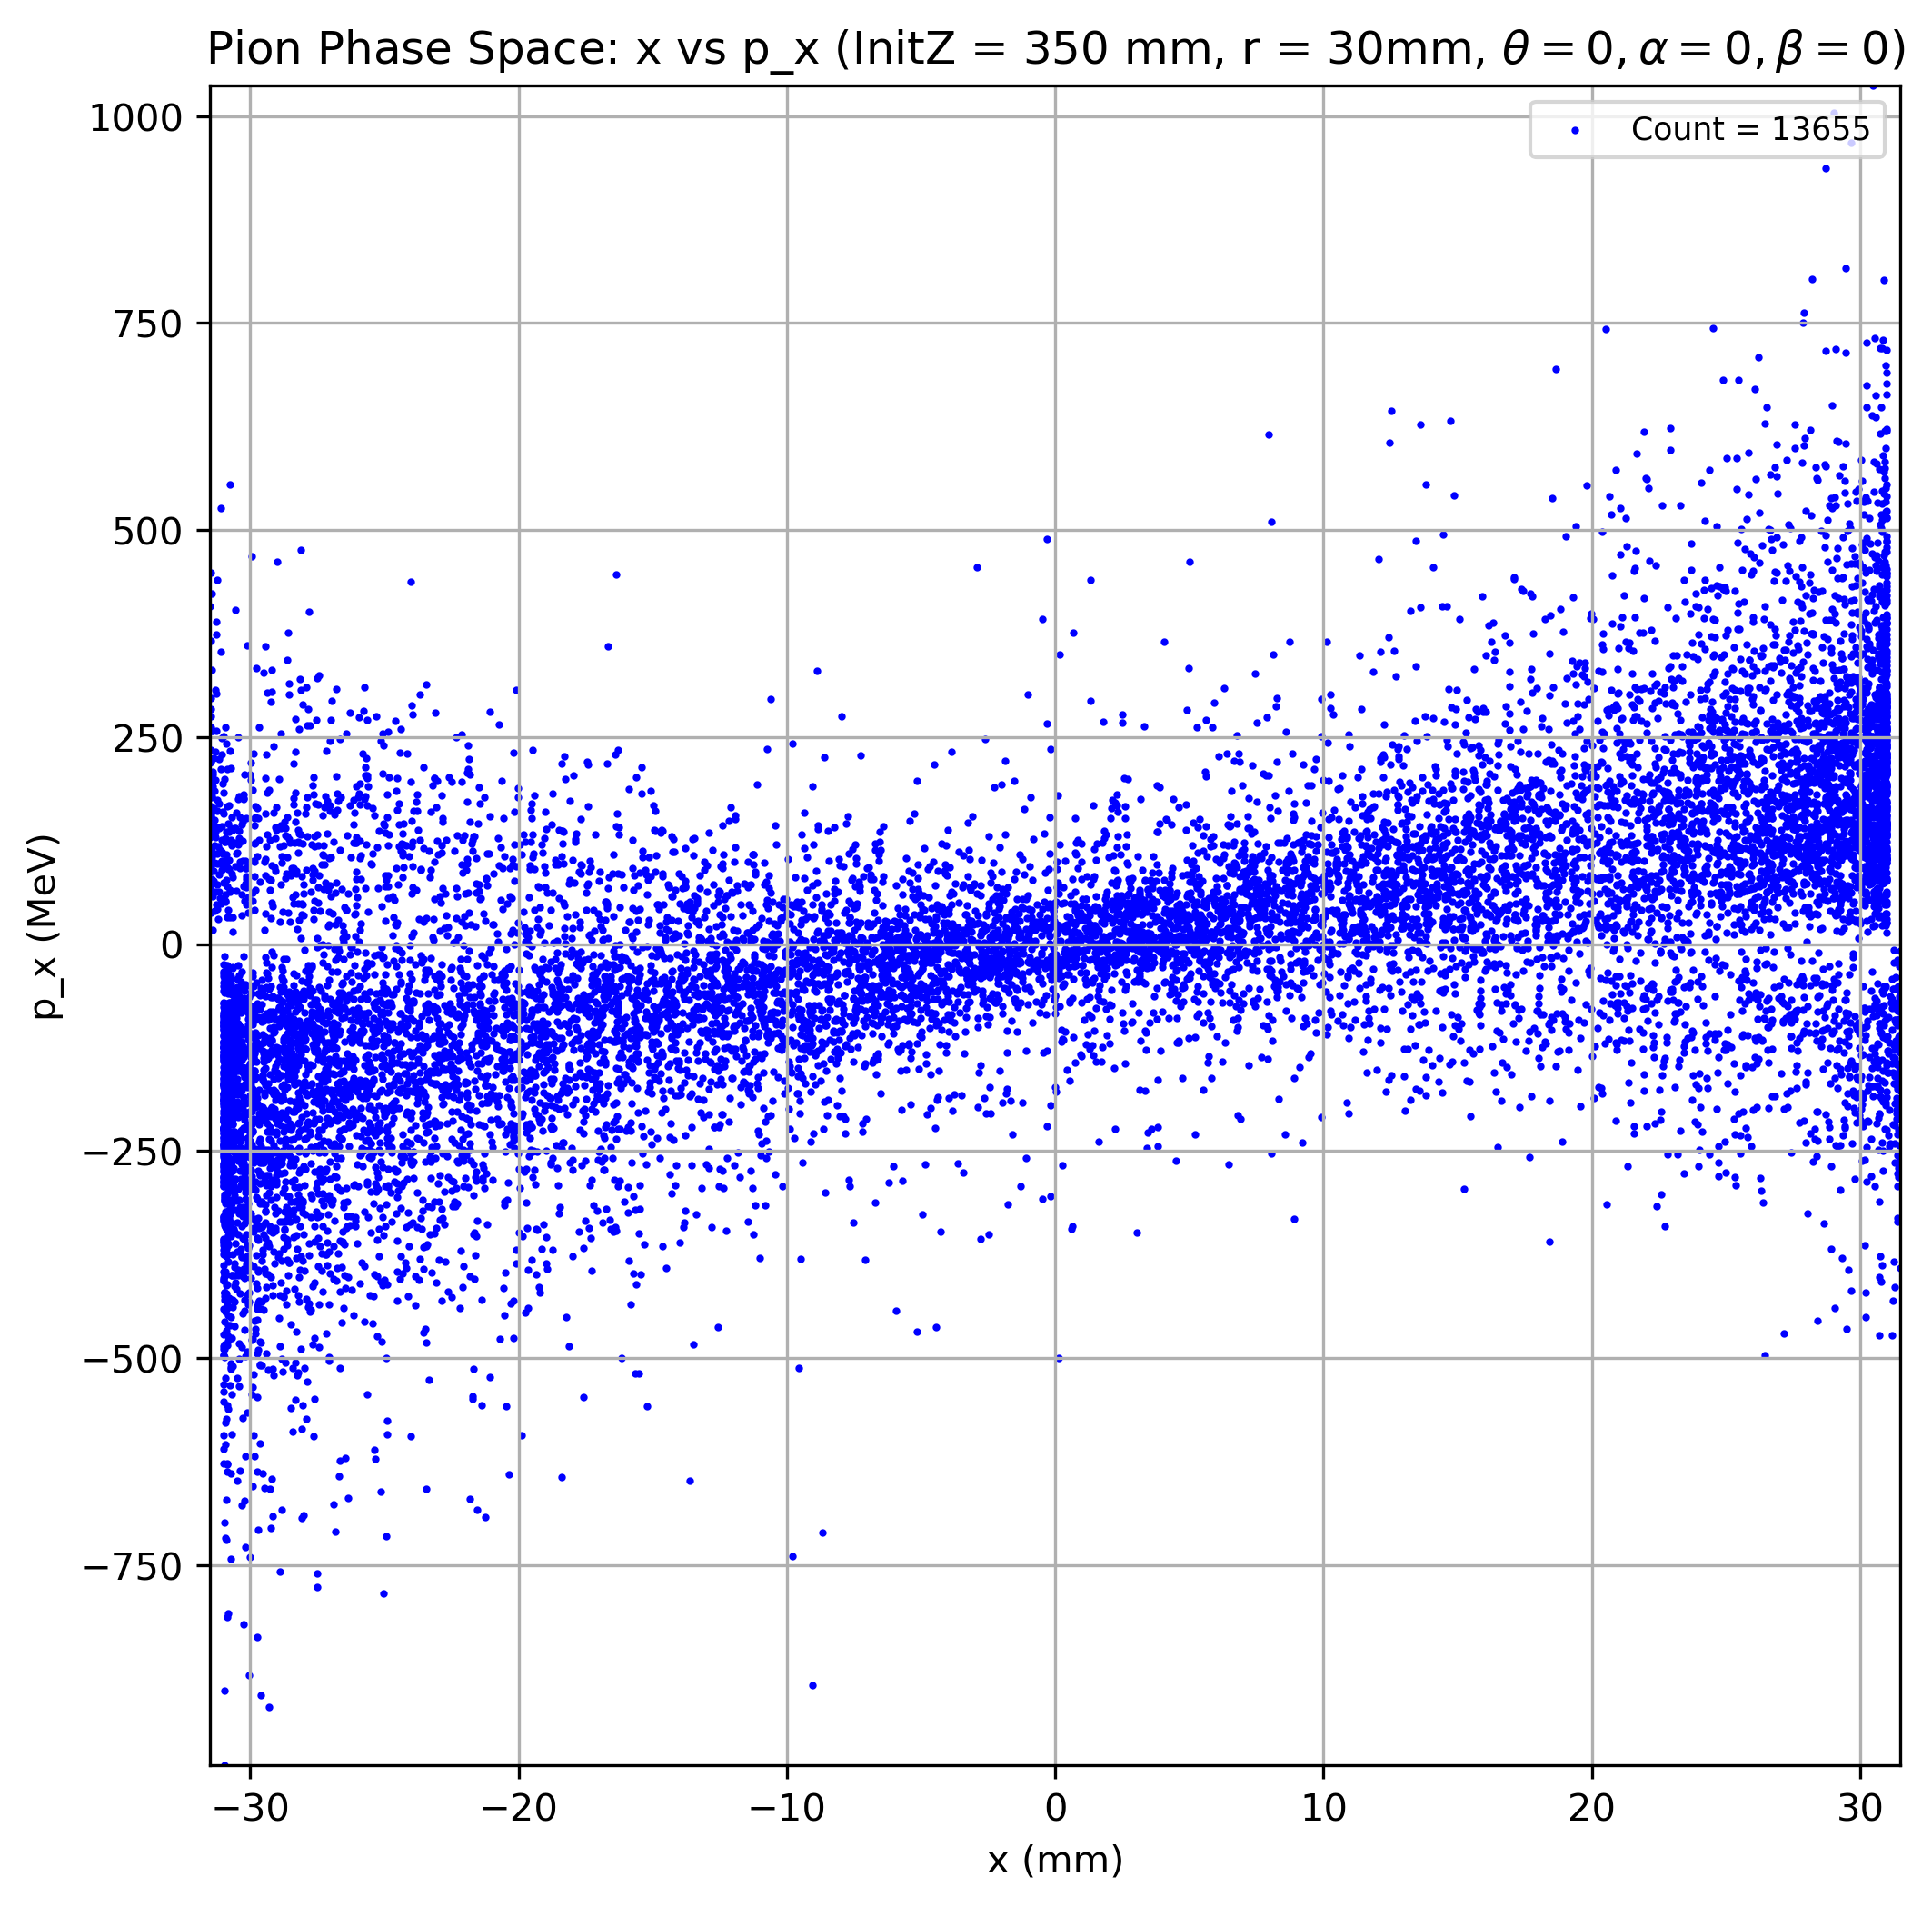 Pion Phase Space: x vs p_x (InitZ = 350 mm, r = 30mm, θ = 0, α = 0, β = 0)
Count = 13655
1000
750
500
250
0
−250
−500
−750
p_x (MeV)
−30 −20 −10 0 10 20 30
x (mm)